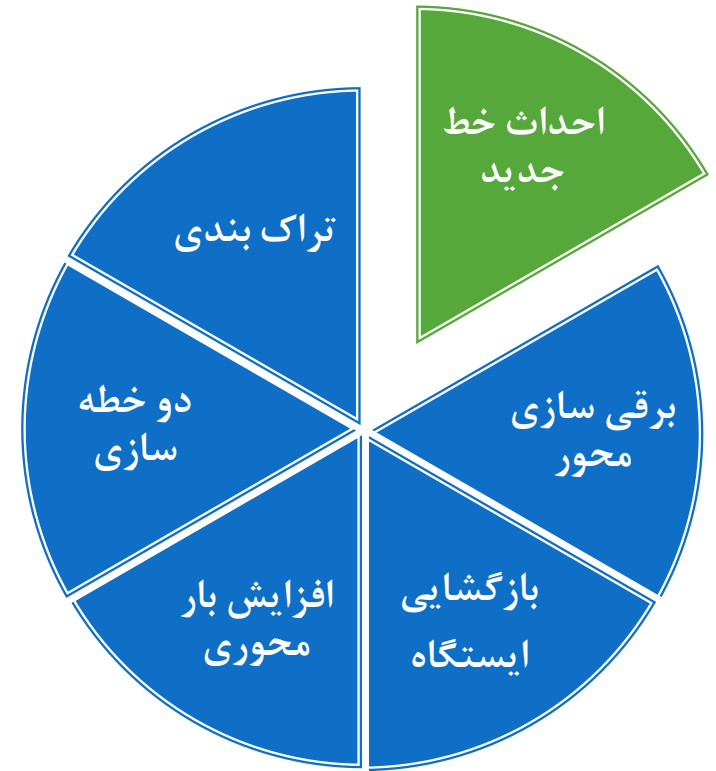 احداث خط
جدید
برقی سازی
محور
بازگشایی
ایستگاه
افزایش بار
محوری
دو خطه
سازی
تراک بندی